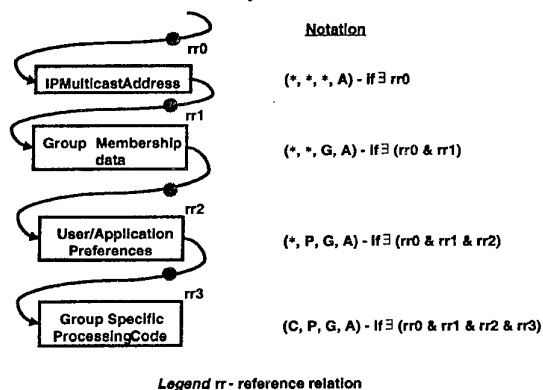 Notation
rr0
IPMulticastAddress
(*, *, *, A) - if ∃ rr0
rr1
Group Membership
data
(*, *, G, A) - if ∃ (rr0 & rr1)
rr2
User/Application
Preferences
(*, P, G, A) - if ∃ (rr0 & rr1 & rr2)
rr3
Group Specific
ProcessingCode
(C, P, G, A) - if ∃ (rr0 & rr1 & rr2 & rr3)
Legend rr - reference relation